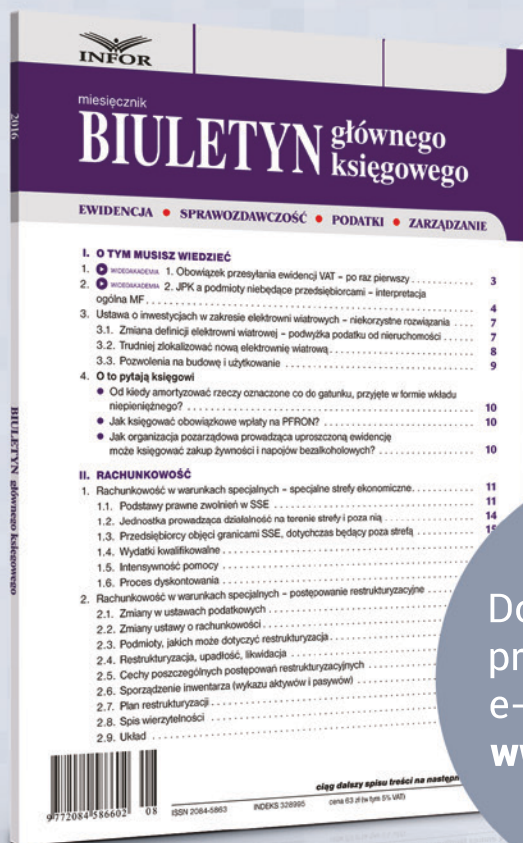 INFOR
miesięcznik
BIULETYN głównego księgowego
EWIDENCJA • SPRAWOZDAWCZOŚĆ • PODATKI • ZARZĄDZANIE
2016
BIULETYN głównego księgowego
I. O TYM MUSISZ WIEDZIEĆ
1. WIDEOAKADEMIA 1. Obowiązek przesyłania ewidencji VAT – po raz pierwszy . . . . . . . . . . 3
2. WIDEOAKADEMIA 2. JPK a podmioty niebędące przedsiębiorcami – interpretacja
ogólna MF . . . . . . . . . . 4
3. Ustawa o inwestycjach w zakresie elektrowni wiatrowych – niekorzystne rozwiązania . . . . 7
3.1. Zmiana definicji elektrowni wiatrowej – podwyżka podatku od nieruchomości . . . . . 7
3.2. Trudniej zlokalizować nową elektrownię wiatrową . . . . . . . . . . 8
3.3. Pozwolenia na budowę i użytkowanie . . . . . . . . . . 9
4. O to pytają księgowi
• Od kiedy amortyzować rzeczy oznaczone co do gatunku, przyjęte w formie wkładu
niepieniężnego? . . . . . . . . . . 10
• Jak księgować obowiązkowe wpłaty na PFRON? . . . . . . . . . . 10
• Jak organizacja pozarządowa prowadząca uproszczoną ewidencję
może księgować zakup żywności i napojów bezalkoholowych? . . . . . . . . . . 10
II. RACHUNKOWOŚĆ
1. Rachunkowość w warunkach specjalnych – specjalne strefy ekonomiczne . . . . . . . . . . 11
1.1. Podstawy prawne zwolnień w SSE . . . . . . . . . . 11
1.2. Jednostka prowadząca działalność na terenie strefy i poza nią . . . . . . . . . . 14
1.3. Przedsiębiorcy objęci granicami SSE, dotychczas będący poza strefą . . . . . . . . . . 15
1.4. Wydatki kwalifikowalne . . . . . . . . . .
1.5. Intensywność pomocy . . . . . . . . . .
1.6. Proces dyskontowania . . . . . . . . . .
2. Rachunkowość w warunkach specjalnych – postępowanie restrukturyzacyjne . . . . . . . . . .
2.1. Zmiany w ustawach podatkowych . . . . . . . . . .
2.2. Zmiany ustawy o rachunkowości . . . . . . . . . .
2.3. Podmioty, jakich może dotyczyć restrukturyzacja . . . . . . . . . .
2.4. Restrukturyzacja, upadłość, likwidacja . . . . . . . . . .
2.5. Cechy poszczególnych postępowań restrukturyzacyjnych . . . . . . . . . .
2.6. Sporządzenie inwentarza (wykazu aktywów i pasywów) . . . . . . . . . .
2.7. Plan restrukturyzacji . . . . . . . . . .
2.8. Spis wierzytelności . . . . . . . . . .
2.9. Układ . . . . . . . . . .
ciąg dalszy spisu treści na
9 772084 586602 08
ISSN 2084-5863 INDEKS 328995 cena 63 zł (w tym 5% VAT)